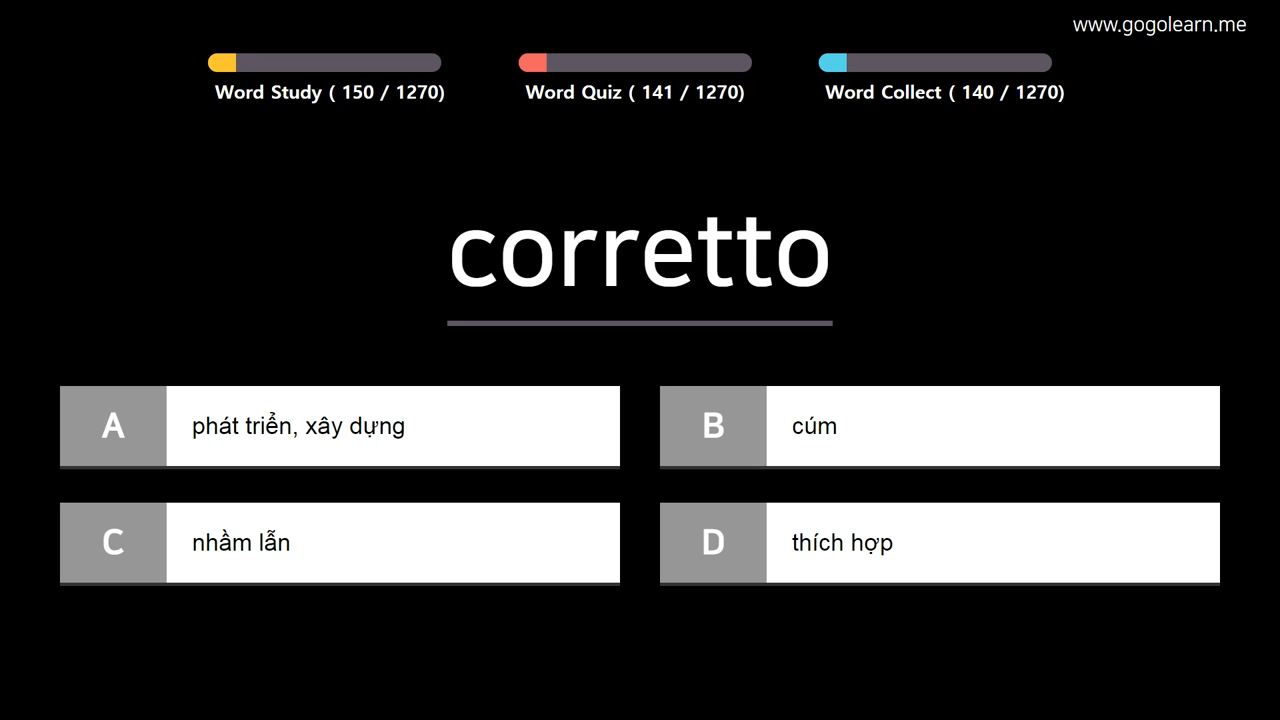 www.gogolearn.me
Word Study ( 150 / 1270)
Word Quiz ( 141 / 1270)
Word Collect ( 140 / 1270)
corretto
A
phát triển, xây dựng
B
cúm
C
nhầm lẫn
D
thích hợp